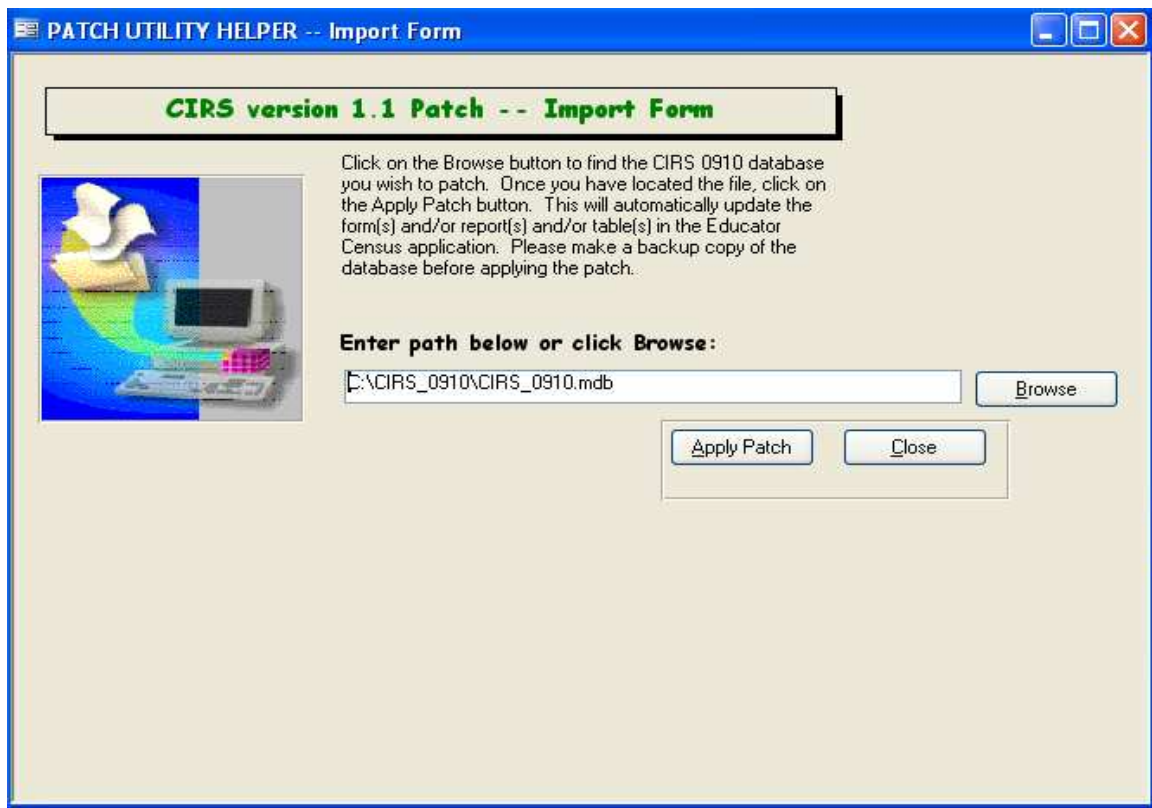 PATCH UTILITY HELPER -- Import Form
CIRS version 1.1 Patch -- Import Form
Click on the Browse button to find the CIRS 0910 database
you wish to patch.  Once you have located the file, click on
the Apply Patch button.  This will automatically update the
form(s) and/or report(s) and/or table(s) in the Educator
Census application.  Please make a backup copy of the
database before applying the patch.
Enter path below or click Browse:
C:\CIRS_0910\CIRS_0910.mdb
Browse
Apply Patch
Close